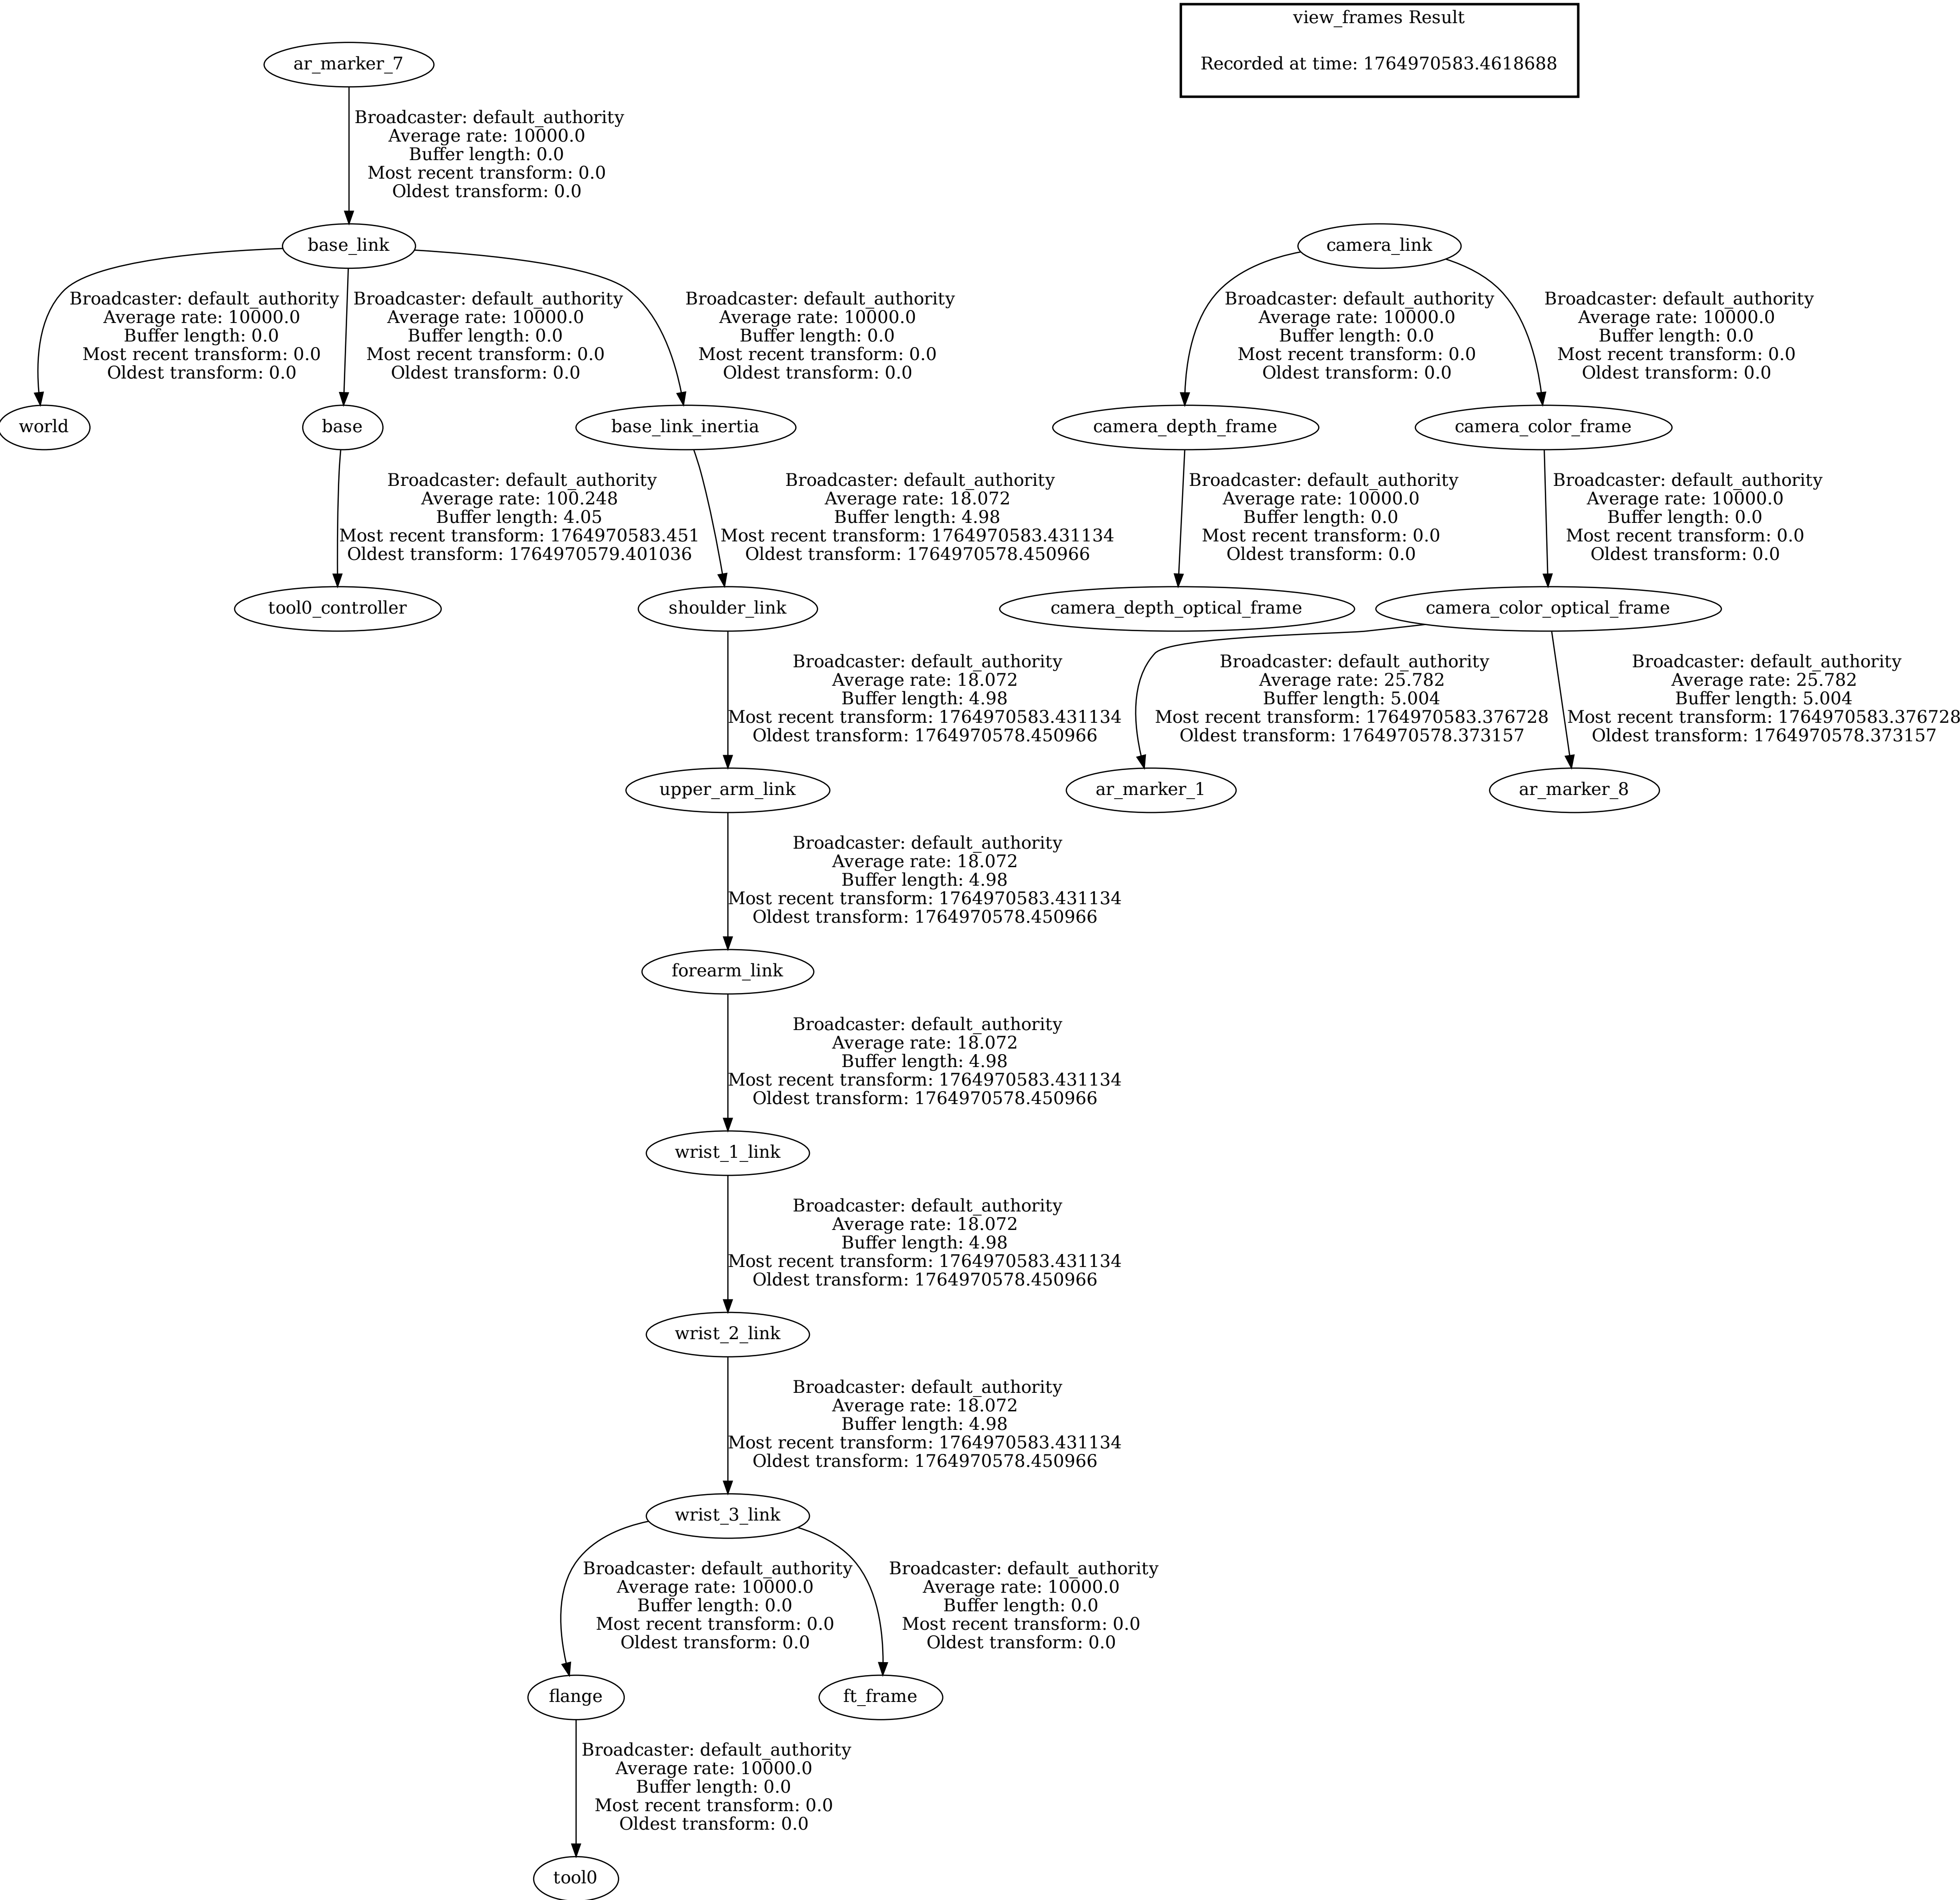 view_frames Result
Recorded at time: 1764970583.4618688
ar_marker_7
Broadcaster: default_authority
Average rate: 10000.0
Buffer length: 0.0
Most recent transform: 0.0
Oldest transform: 0.0
base_link
camera_link
Broadcaster: default_authority
Average rate: 10000.0
Buffer length: 0.0
Most recent transform: 0.0
Oldest transform: 0.0
Broadcaster: default_authority
Average rate: 10000.0
Buffer length: 0.0
Most recent transform: 0.0
Oldest transform: 0.0
Broadcaster: default_authority
Average rate: 10000.0
Buffer length: 0.0
Most recent transform: 0.0
Oldest transform: 0.0
Broadcaster: default_authority
Average rate: 10000.0
Buffer length: 0.0
Most recent transform: 0.0
Oldest transform: 0.0
Broadcaster: default_authority
Average rate: 10000.0
Buffer length: 0.0
Most recent transform: 0.0
Oldest transform: 0.0
world
base
base_link_inertia
camera_depth_frame
camera_color_frame
Broadcaster: default_authority
Average rate: 100.248
Buffer length: 4.05
Most recent transform: 1764970583.451
Oldest transform: 1764970579.401036
Broadcaster: default_authority
Average rate: 18.072
Buffer length: 4.98
Most recent transform: 1764970583.431134
Oldest transform: 1764970578.450966
Broadcaster: default_authority
Average rate: 10000.0
Buffer length: 0.0
Most recent transform: 0.0
Oldest transform: 0.0
Broadcaster: default_authority
Average rate: 10000.0
Buffer length: 0.0
Most recent transform: 0.0
Oldest transform: 0.0
tool0_controller
shoulder_link
camera_depth_optical_frame
camera_color_optical_frame
Broadcaster: default_authority
Average rate: 18.072
Buffer length: 4.98
Most recent transform: 1764970583.431134
Oldest transform: 1764970578.450966
Broadcaster: default_authority
Average rate: 25.782
Buffer length: 5.004
Most recent transform: 1764970583.376728
Oldest transform: 1764970578.373157
Broadcaster: default_authority
Average rate: 25.782
Buffer length: 5.004
Most recent transform: 1764970583.376728
Oldest transform: 1764970578.373157
upper_arm_link
ar_marker_1
ar_marker_8
Broadcaster: default_authority
Average rate: 18.072
Buffer length: 4.98
Most recent transform: 1764970583.431134
Oldest transform: 1764970578.450966
forearm_link
Broadcaster: default_authority
Average rate: 18.072
Buffer length: 4.98
Most recent transform: 1764970583.431134
Oldest transform: 1764970578.450966
wrist_1_link
Broadcaster: default_authority
Average rate: 18.072
Buffer length: 4.98
Most recent transform: 1764970583.431134
Oldest transform: 1764970578.450966
wrist_2_link
Broadcaster: default_authority
Average rate: 18.072
Buffer length: 4.98
Most recent transform: 1764970583.431134
Oldest transform: 1764970578.450966
wrist_3_link
Broadcaster: default_authority
Average rate: 10000.0
Buffer length: 0.0
Most recent transform: 0.0
Oldest transform: 0.0
Broadcaster: default_authority
Average rate: 10000.0
Buffer length: 0.0
Most recent transform: 0.0
Oldest transform: 0.0
flange
ft_frame
Broadcaster: default_authority
Average rate: 10000.0
Buffer length: 0.0
Most recent transform: 0.0
Oldest transform: 0.0
tool0